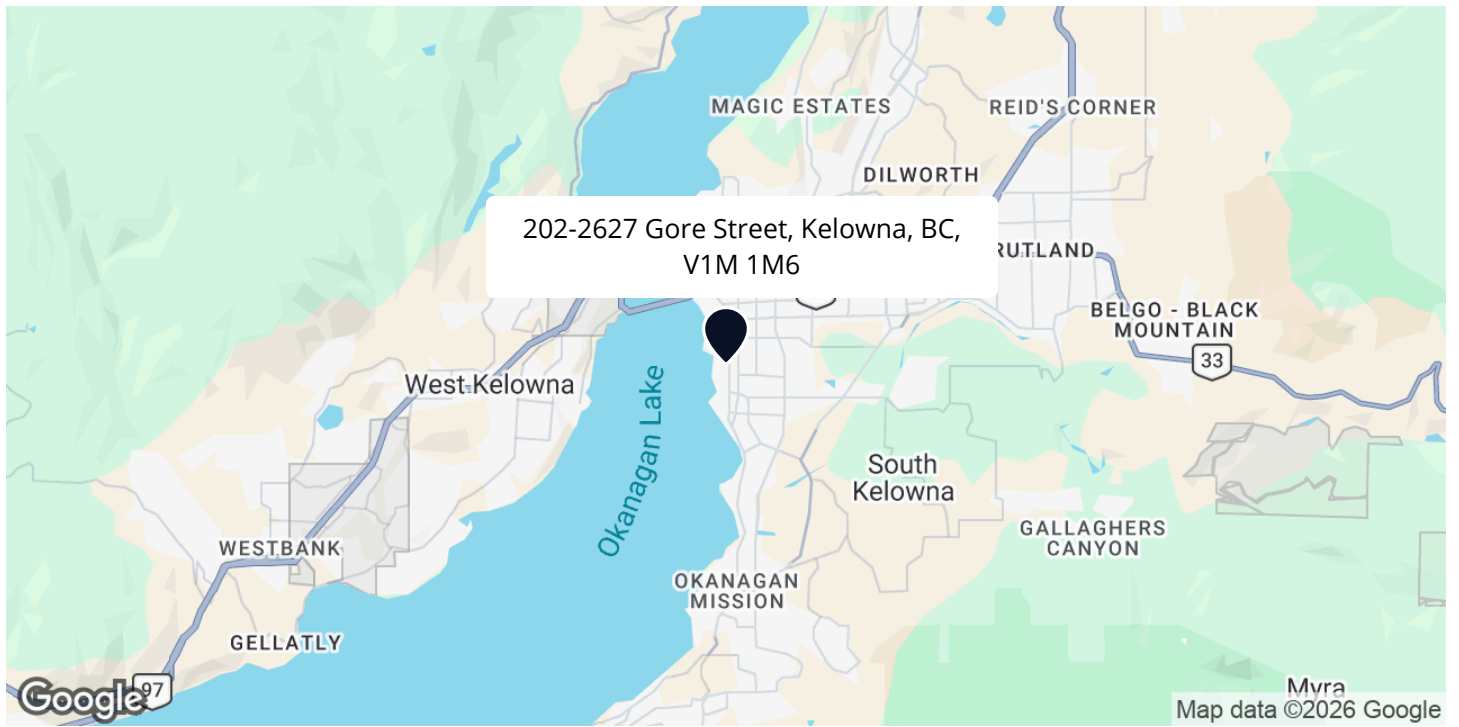 MAGIC ESTATES
REID'S CORNER
DILWORTH
202-2627 Gore Street, Kelowna, BC,
V1M 1M6
RUTLAND
BELGO - BLACK
MOUNTAIN
33
West Kelowna
Okanagan Lake
South
Kelowna
GALLAGHERS
CANYON
WESTBANK
OKANAGAN
MISSION
GELLATLY
Google
97
Myra
Map data ©2026 Google